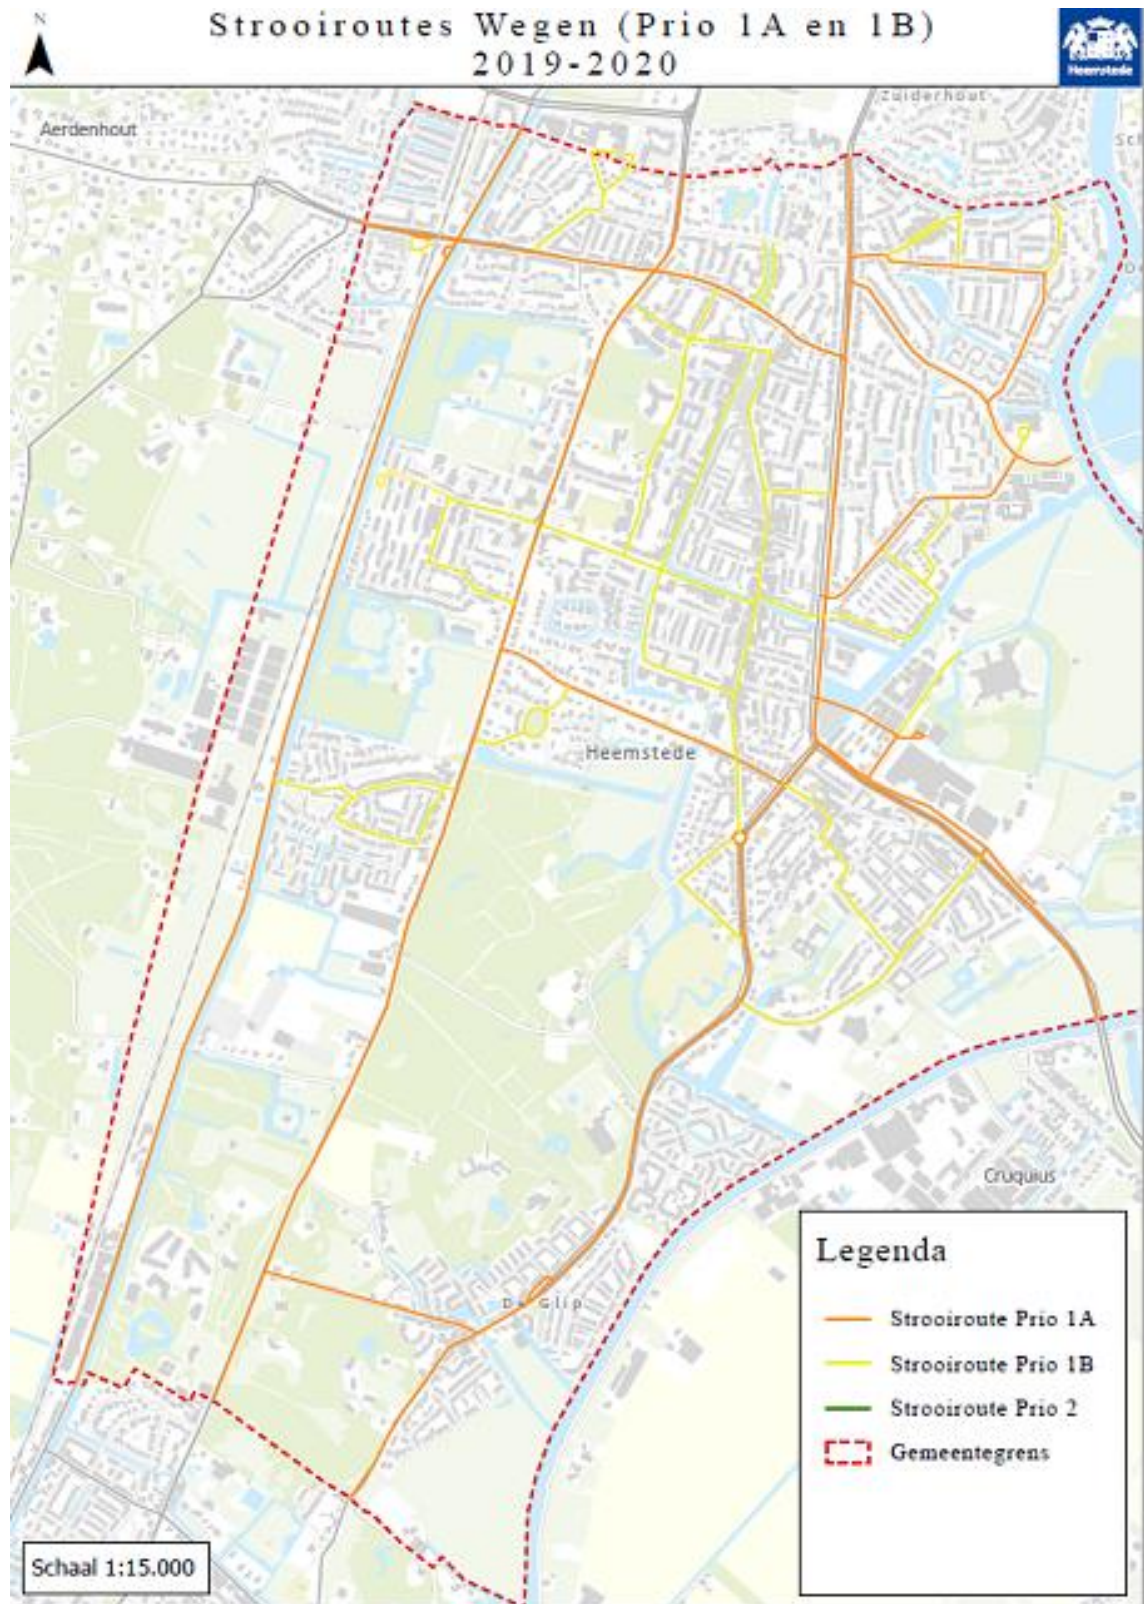 N
Strooiroutes Wegen (Prio 1A en 1B)
2019-2020
Heemstede
Zuiderhout
Aerdenhout
Heemstede
Cruquius
De Glip
Legenda
Strooiroute Prio 1A
Strooiroute Prio 1B
Strooiroute Prio 2
Gemeentegrens
Schaal 1:15.000